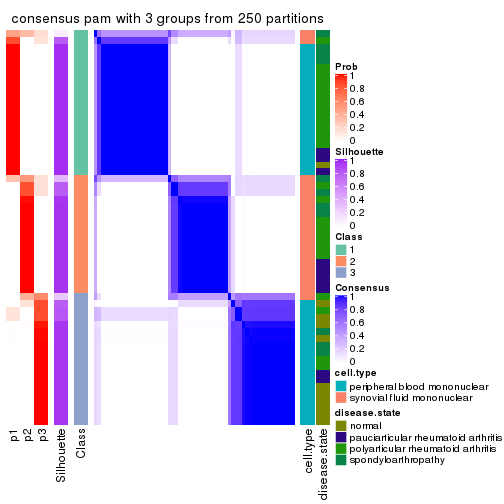 consensus pam with 3 groups from 250 partitions
Prob
1
0.8
0.6
0.4
0.2
0
Silhouette
1
0.8
0.6
0.4
0.2
0
Class
1
2
3
Consensus
1
0.8
0.6
0.4
0.2
0
cell.type
peripheral blood mononuclear
synovial fluid mononuclear
disease.state
normal
pauciarticular rheumatoid arthritis
polyarticular rheumatoid arthritis
spondyloarthropathy
p1
p2
p3
Silhouette
Class
cell.type
disease.state